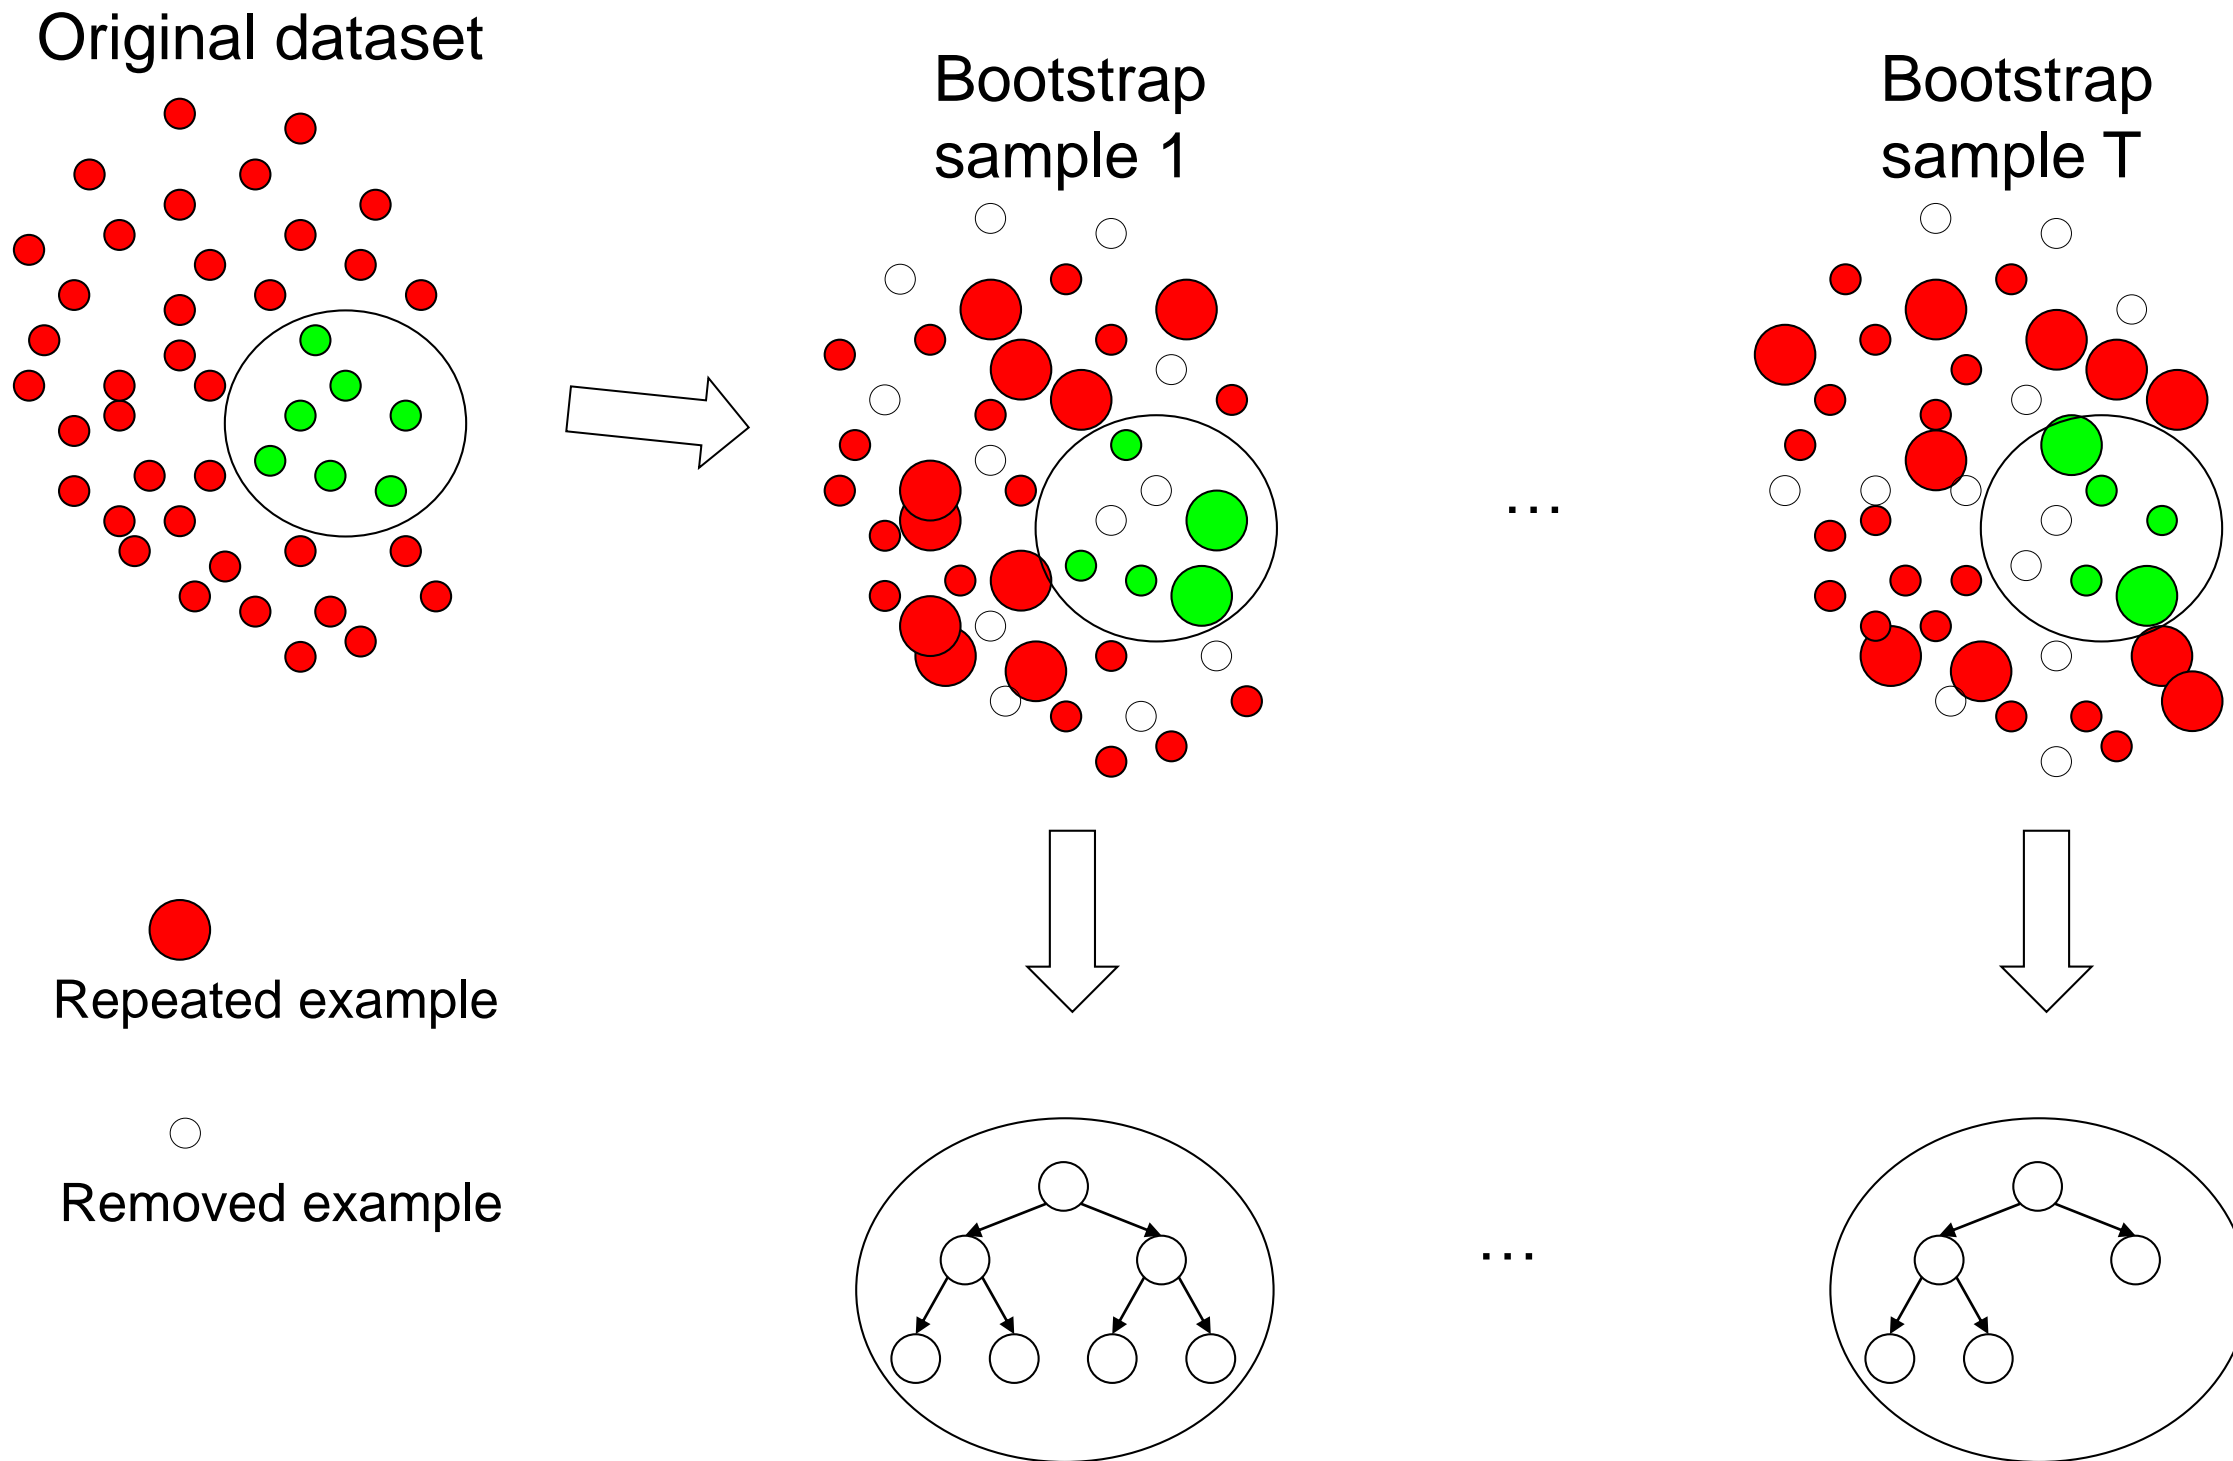 Original dataset
Bootstrap
sample 1
Bootstrap
sample T
...
Repeated example
Removed example
...